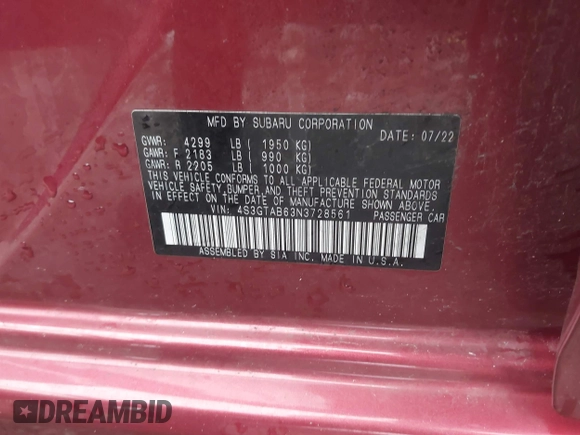 MFD BY SUBARU CORPORATION
GVWR: 4299 LB ( 1950 KG) DATE: 07/22
GAWR: F 2183 LB ( 990 KG)
GAWR: R 2205 LB ( 1000 KG)
THIS VEHICLE CONFORMS TO ALL APPLICABLE FEDERAL MOTOR
VEHICLE SAFETY, BUMPER, AND THEFT PREVENTION STANDARDS
IN EFFECT ON THE DATE OF MANUFACTURE SHOWN ABOVE.
VIN: 4S3GTAB63N3728561 PASSENGER CAR
ASSEMBLED BY SIA INC. MADE IN U.S.A.
DREAMBID